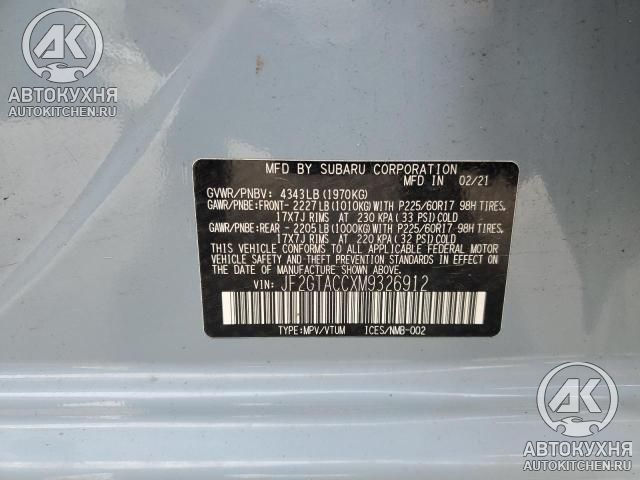 AK
АВТОКУХНЯ
AUTOKITCHEN.RU
MFD BY SUBARU CORPORATION
MFD IN 02/21
GVWR/PNBV: 4343LB(1970KG)
GAWR/PNBE:FRONT- 2227LB(1010KG)WITH P225/60R17 98H TIRES,
17X7J RIMS AT 230 KPA(33 PSI)COLD
GAWR/PNBE:REAR - 2205LB(1000KG)WITH P225/60R17 98H TIRES,
17X7J RIMS AT 220 KPA(32 PSI)COLD
THIS VEHICLE CONFORMS TO ALL APPLICABLE FEDERAL MOTOR
VEHICLE SAFETY STANDARDS IN EFFECT ON THE DATE OF
MANUFACTURE SHOWN ABOVE.
VIN: JF2GTACCXM9326912
TYPE:MPV/VTUM ICES/NMB-002
AK
АВТОКУХНЯ
AUTOKITCHEN.RU